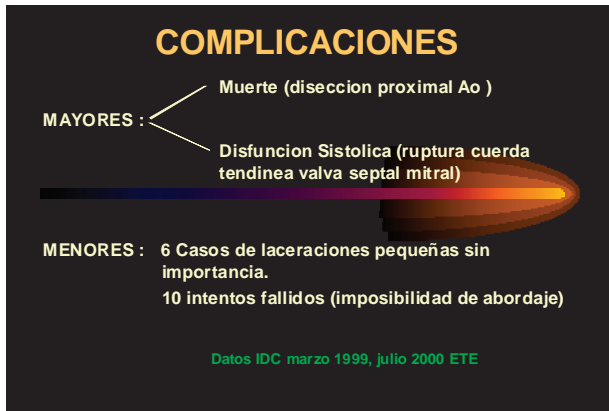 COMPLICACIONES
Muerte (diseccion proximal Ao )
MAYORES :
Disfuncion Sistolica (ruptura cuerda
tendinea valva septal mitral)
MENORES : 6 Casos de laceraciones pequeñas sin
importancia.
10 intentos fallidos (imposibilidad de abordaje)
Datos IDC marzo 1999, julio 2000 ETE